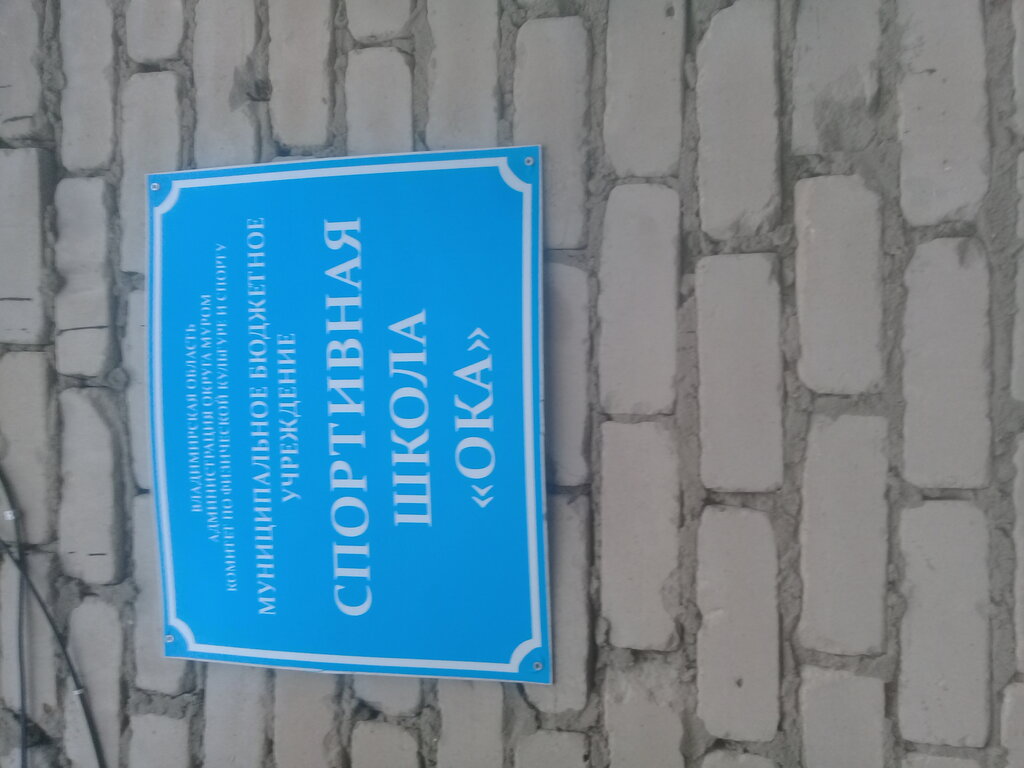 ВЛАДИМИРСКАЯ ОБЛАСТЬ
АДМИНИСТРАЦИЯ ОКРУГА МУРОМ
КОМИТЕТ ПО ФИЗИЧЕСКОЙ КУЛЬТУРЕ И СПОРТУ
МУНИЦИПАЛЬНОЕ БЮДЖЕТНОЕ
УЧРЕЖДЕНИЕ
СПОРТИВНАЯ
ШКОЛА
«ОКА»